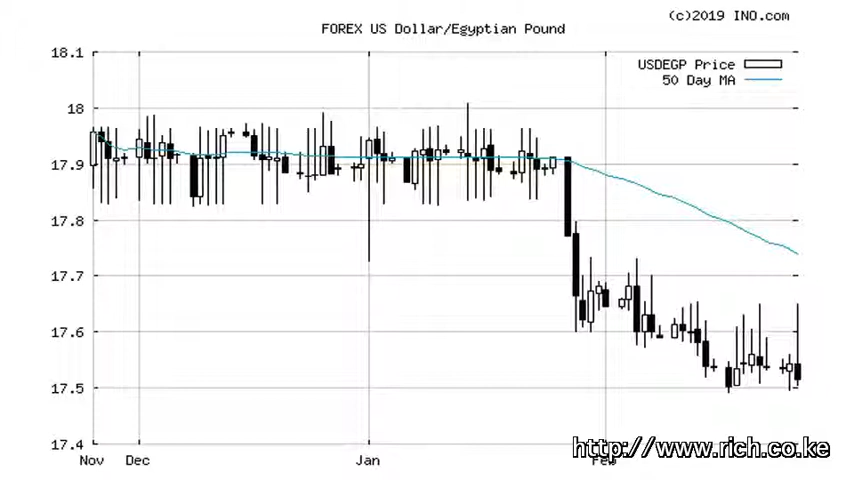 (c)2019 INO.com
FOREX US Dollar/Egyptian Pound
18.1
USDEGP Price
50 Day MA
18
17.9
17.8
17.7
17.6
17.5
17.4
Nov Dec Jan Feb
http://www.rich.co.ke